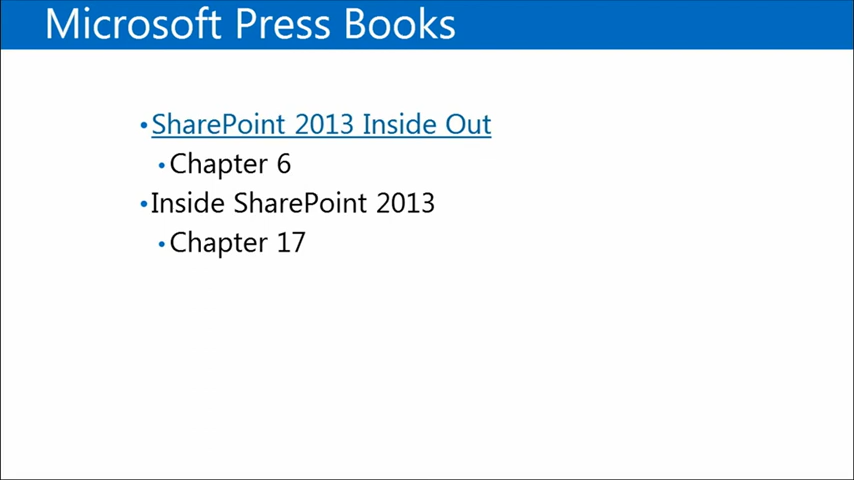 Microsoft Press Books
•SharePoint 2013 Inside Out
•Chapter 6
•Inside SharePoint 2013
•Chapter 17